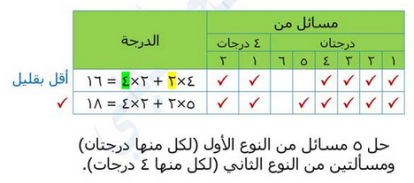 مسائل من
الدرجة
درجتان ٤ درجات
١ ٢ ٣ ٤ ٥ ٦ ١ ٢
✓ ✓ ✓ ✓ ✓ ✓ ٤×٢ + ٢×٤ = ١٦ أقل بقليل
✓ ✓ ✓ ✓ ✓ ✓ ✓ ٥×٢ + ٢×٤ = ١٨ ✓
حل ٥ مسائل من النوع الأول (لكل منها درجتان)
ومسألتين من النوع الثاني (لكل منها ٤ درجات).